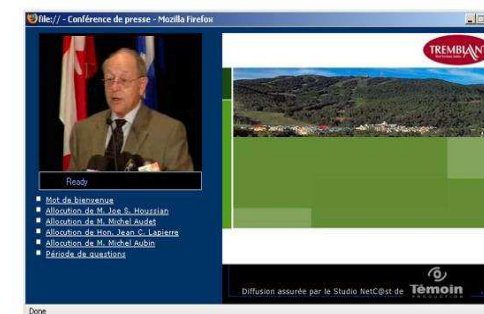 file:// - Conférence de presse - Mozilla Firefox
TREMBLANT
Ready
Mot de bienvenue
Allocution de M. Joe S. Houssian
Allocution de M. Michel Audet
Allocution de Hon. Jean C. Lapierre
Allocution de M. Michel Aubin
Période de questions
Diffusion assurée par le Studio NetC@st de Témoin
PRODUCTION
Done